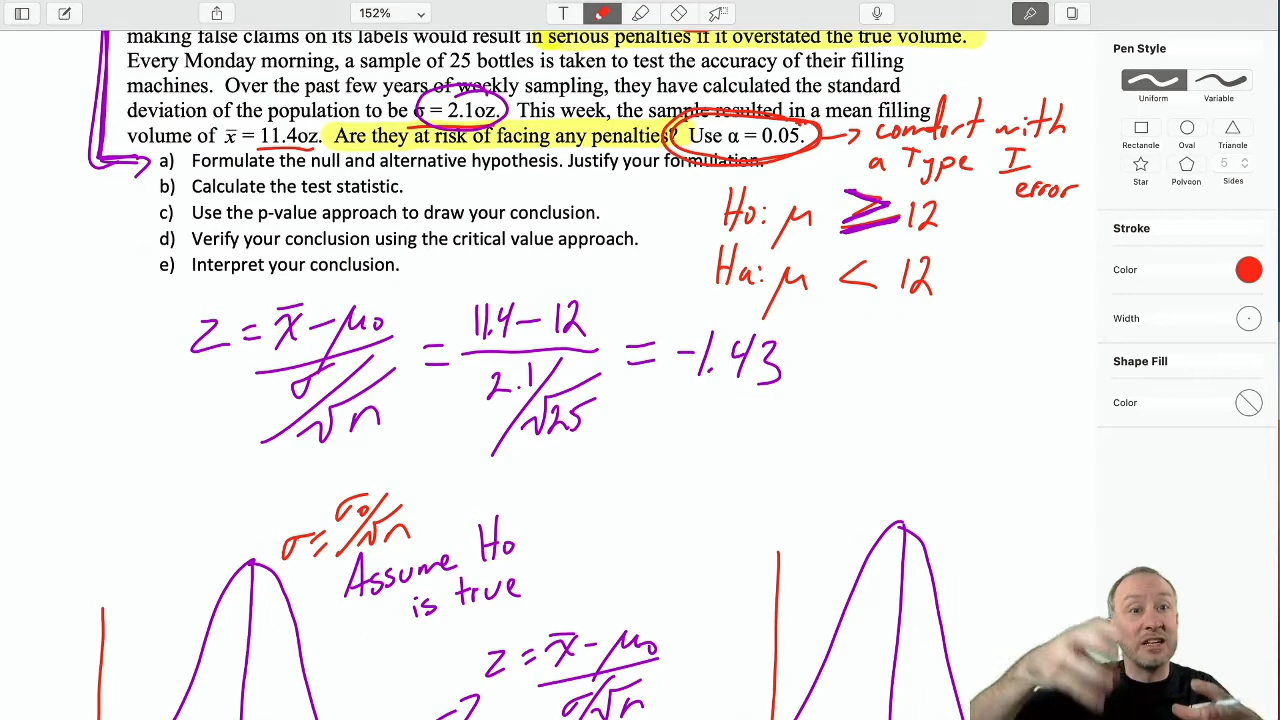 152%
T
making false claims on its labels would result in serious penalties if it overstated the true volume.
Every Monday morning, a sample of 25 bottles is taken to test the accuracy of their filling
machines. Over the past few years of weekly sampling, they have calculated the standard
deviation of the population to be σ = 2.1oz. This week, the sample resulted in a mean filling
volume of x̄ = 11.4oz. Are they at risk of facing any penalties? Use α = 0.05.
→ comfort with
a Type I
error
a) Formulate the null and alternative hypothesis. Justify your formulation.
b) Calculate the test statistic.
c) Use the p-value approach to draw your conclusion.
d) Verify your conclusion using the critical value approach.
e) Interpret your conclusion.
Ho: μ ≥ 12
Ha: μ < 12
z = x̄ - μ₀ / σ/√n = 11.4 - 12 / 2.1/√25 = -1.43
σ = σ₀/√n
Assume Ho
is true
z = x̄ - μ₀ / σ/√n
Pen Style
Uniform
Variable
Rectangle
Oval
Triangle
Star
Polygon
5
Sides
Stroke
Color
Width
Shape Fill
Color